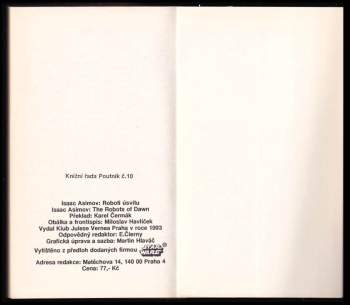 Knižní řada Poutník č.10
Isaac Asimov: Roboti úsvitu
Isaac Asimov: The Robots of Dawn
Překlad: Karel Čermák
Obálka a frontispis: Miloslav Havlíček
Vydal Klub Julese Vernea Praha v roce 1993
Odpovědný redaktor: E.Čierny
Grafická úprava a sazba: Martin Hlaváč
Vytištěno z předloh dodaných firmou
Adresa redakce: Matěchova 14, 140 00 Praha 4
Cena: 77,- Kč